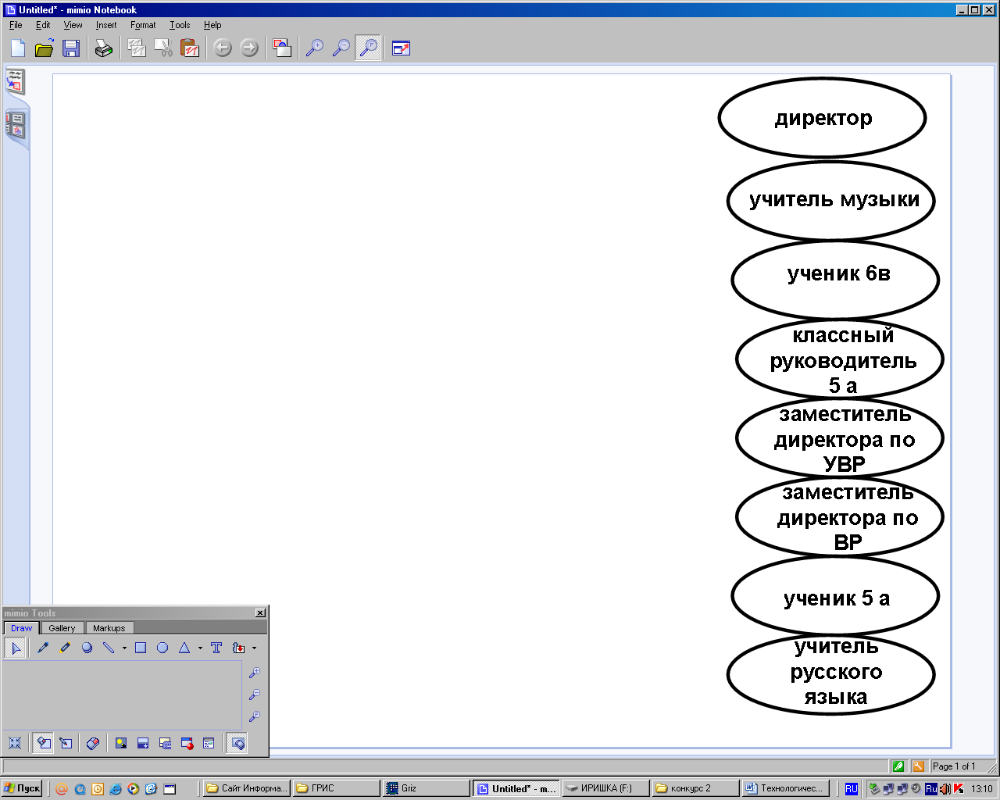 Untitled* - mimio Notebook
File Edit View Insert Format Tools Help
директор
учитель музыки
ученик 6в
классный
руководитель
5 а
заместитель
директора по
УВР
заместитель
директора по
ВР
ученик 5 а
учитель
русского
языка
mimio Tools
Draw Gallery Markups
Page 1 of 1
Пуск Сайт Информа... ГРИС Griz Untitled* - m... ИРИШКА (F:) конкурс 2 Технологичес... RU Ru 13:10